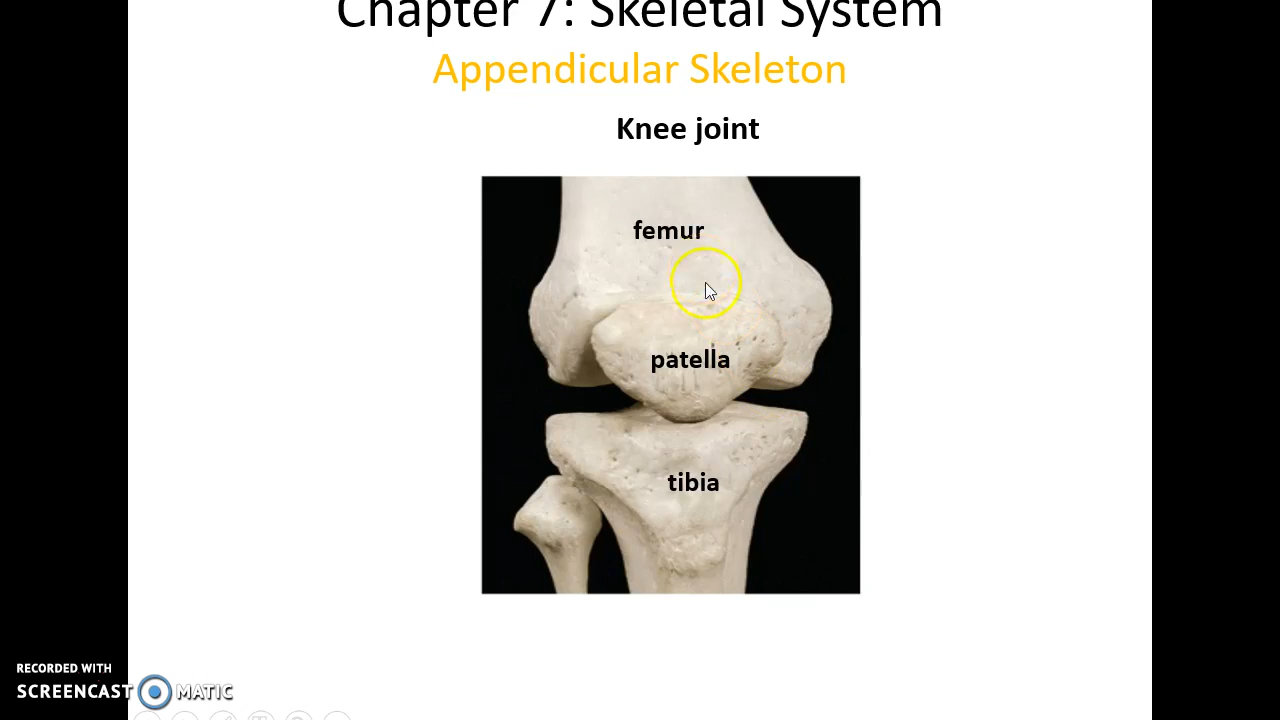 Chapter 7: Skeletal System
Appendicular Skeleton
Knee joint
femur
patella
tibia
RECORDED WITH
SCREENCAST MATIC